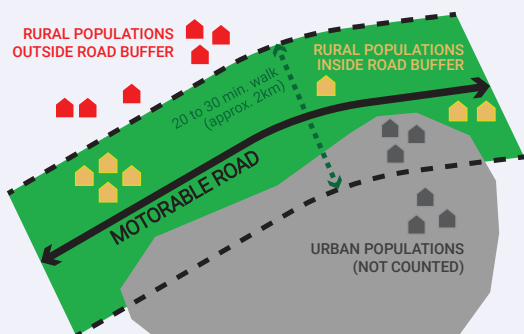 RURAL POPULATIONS
OUTSIDE ROAD BUFFER
RURAL POPULATIONS
INSIDE ROAD BUFFER
20 to 30 min. walk
(approx. 2km)
MOTORABLE ROAD
URBAN POPULATIONS
(NOT COUNTED)